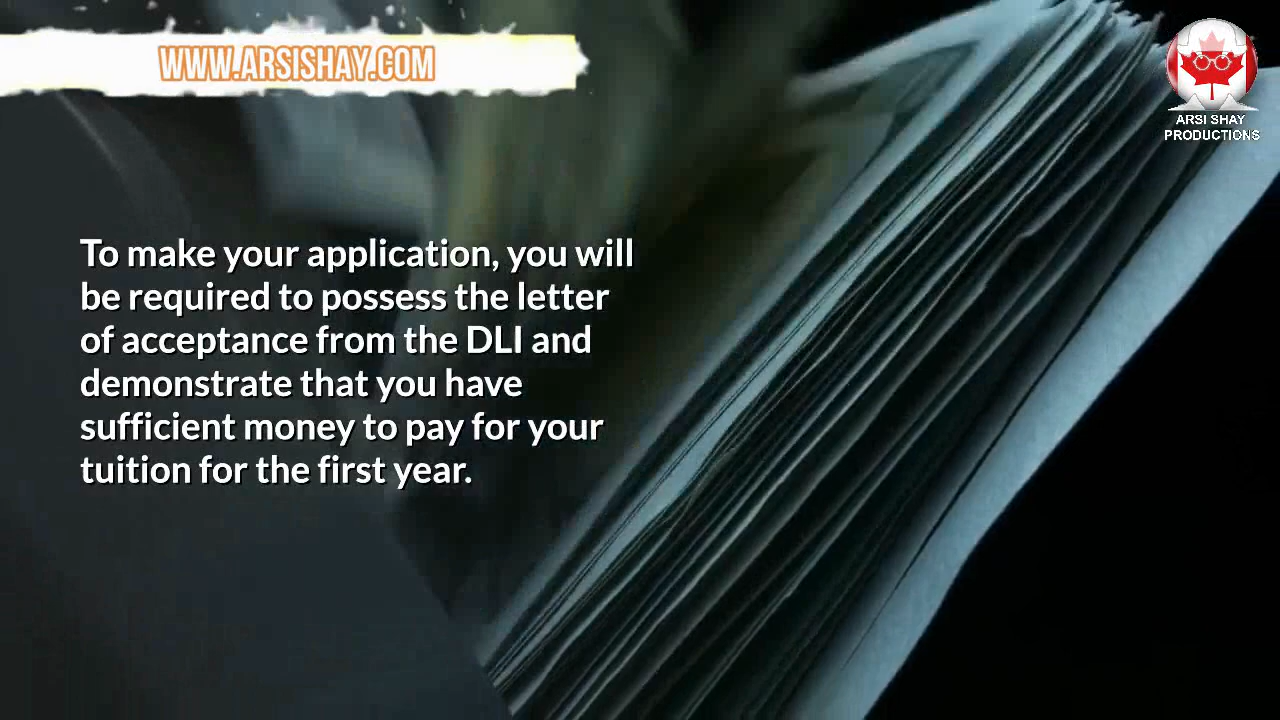 WWW.ARSISHAY.COM
ARSI SHAY
PRODUCTIONS
To make your application, you will
be required to possess the letter
of acceptance from the DLI and
demonstrate that you have
sufficient money to pay for your
tuition for the first year.